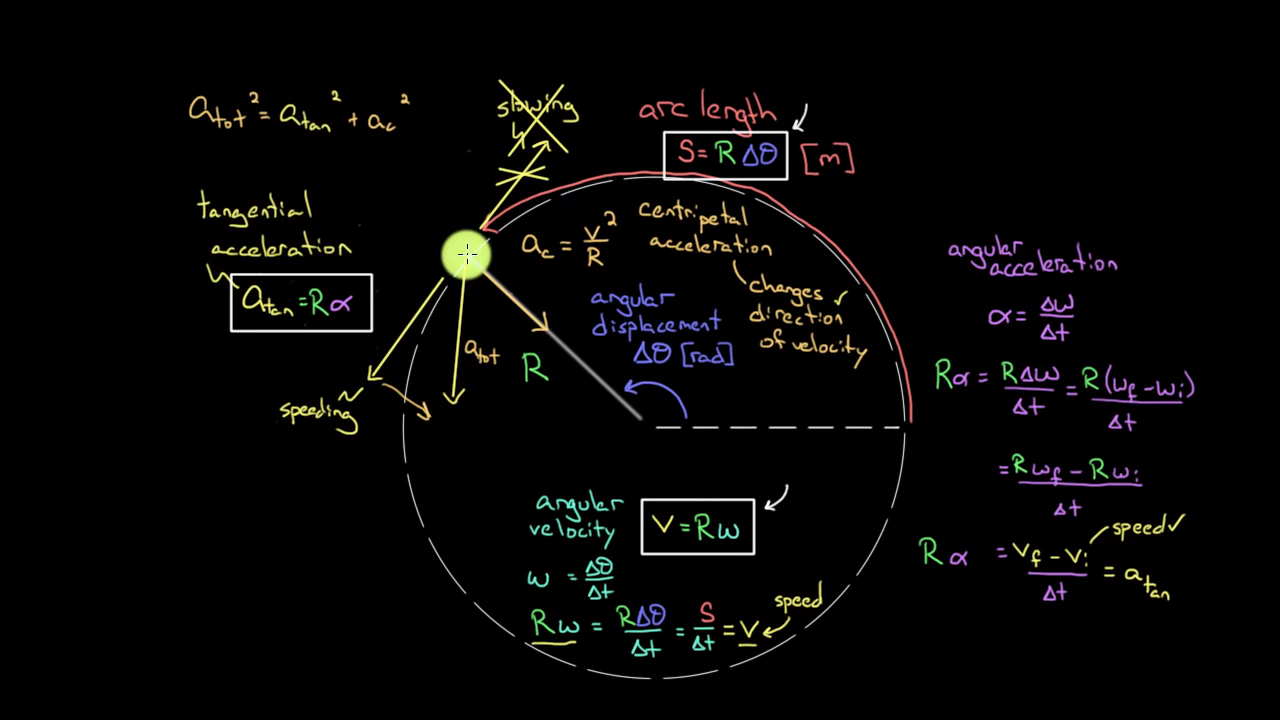 a_tot² = a_tan² + a_c²
slowing
arc length
S = R Δθ [m]
tangential
acceleration
a_tan = Rα
a_c = v²/R
centripetal
acceleration
changes ✓
direction
of velocity
angular
displacement
Δθ [rad]
R
a_tot
speeding
angular
velocity
V = Rω
ω = Δθ/Δt
Rω = RΔθ/Δt = S/Δt = V
speed
angular
acceleration
α = Δω/Δt
Rα = RΔω/Δt = R(ω_f - ω_i)/Δt
= Rω_f - Rω_i/Δt
speed ✓
Rα = V_f - V_i/Δt = a_tan